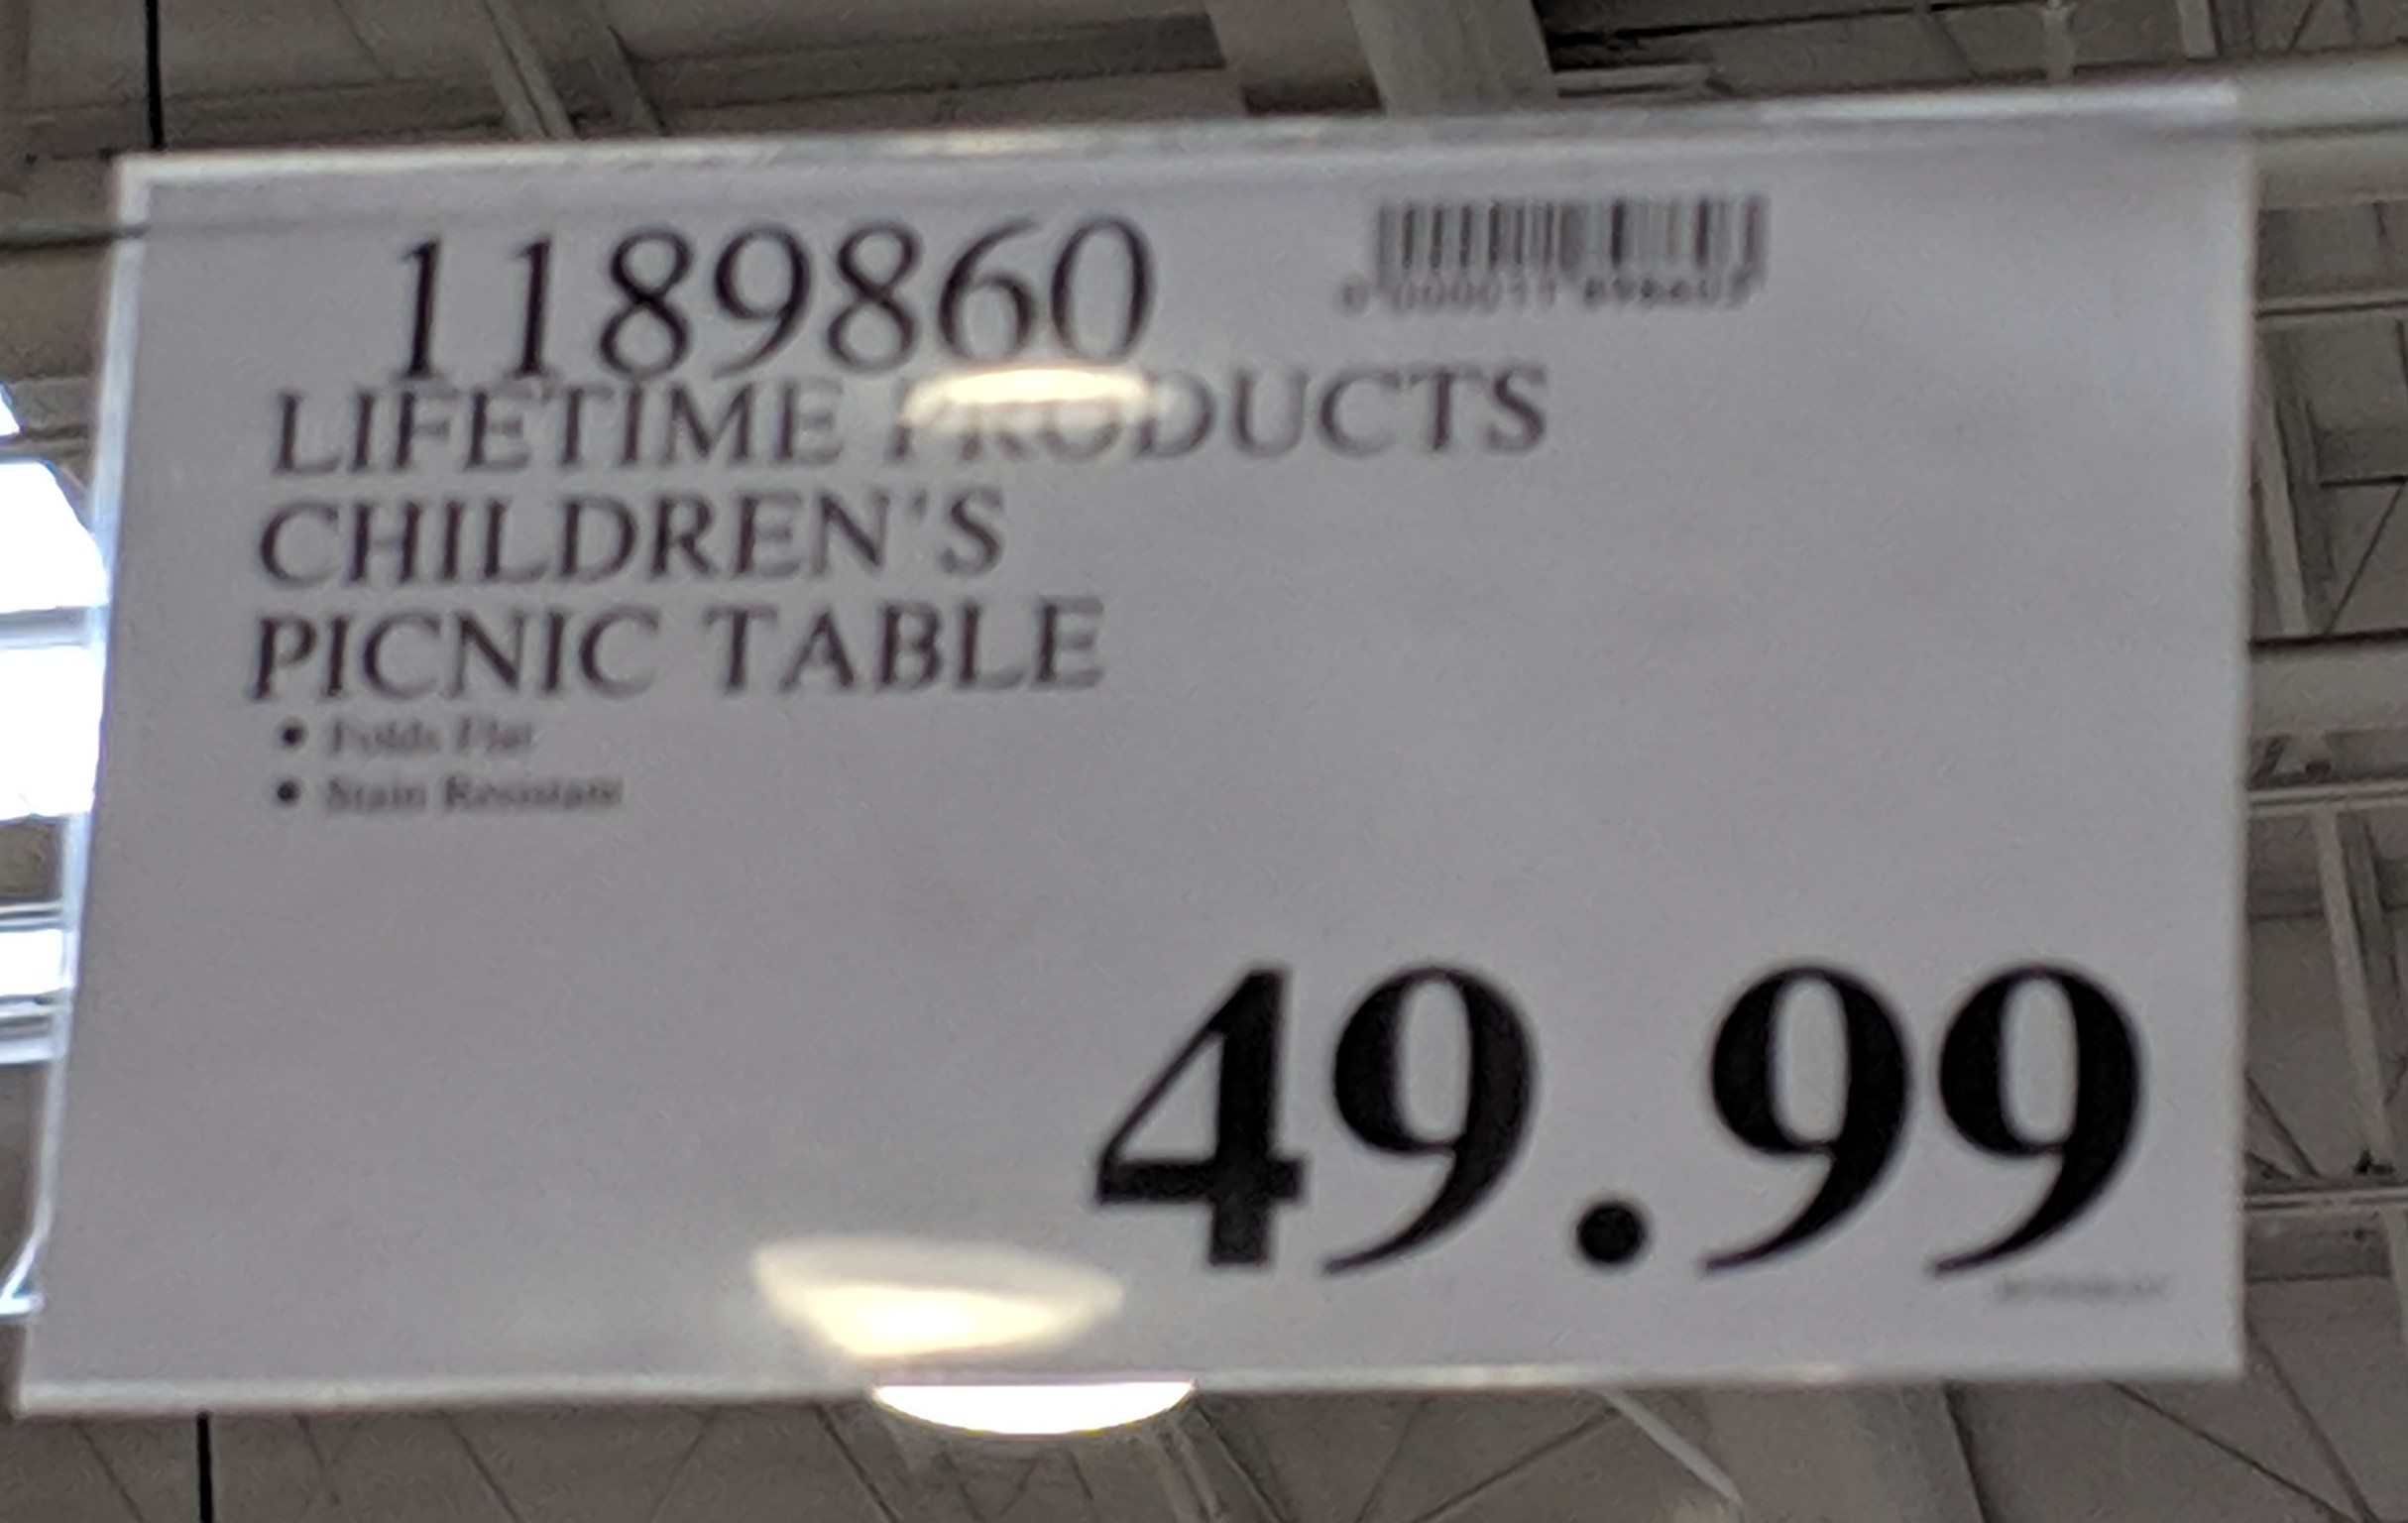 1189860
LIFETIME PRODUCTS
CHILDREN'S
PICNIC TABLE
• Folds Flat
• Stain Resistant
49.99